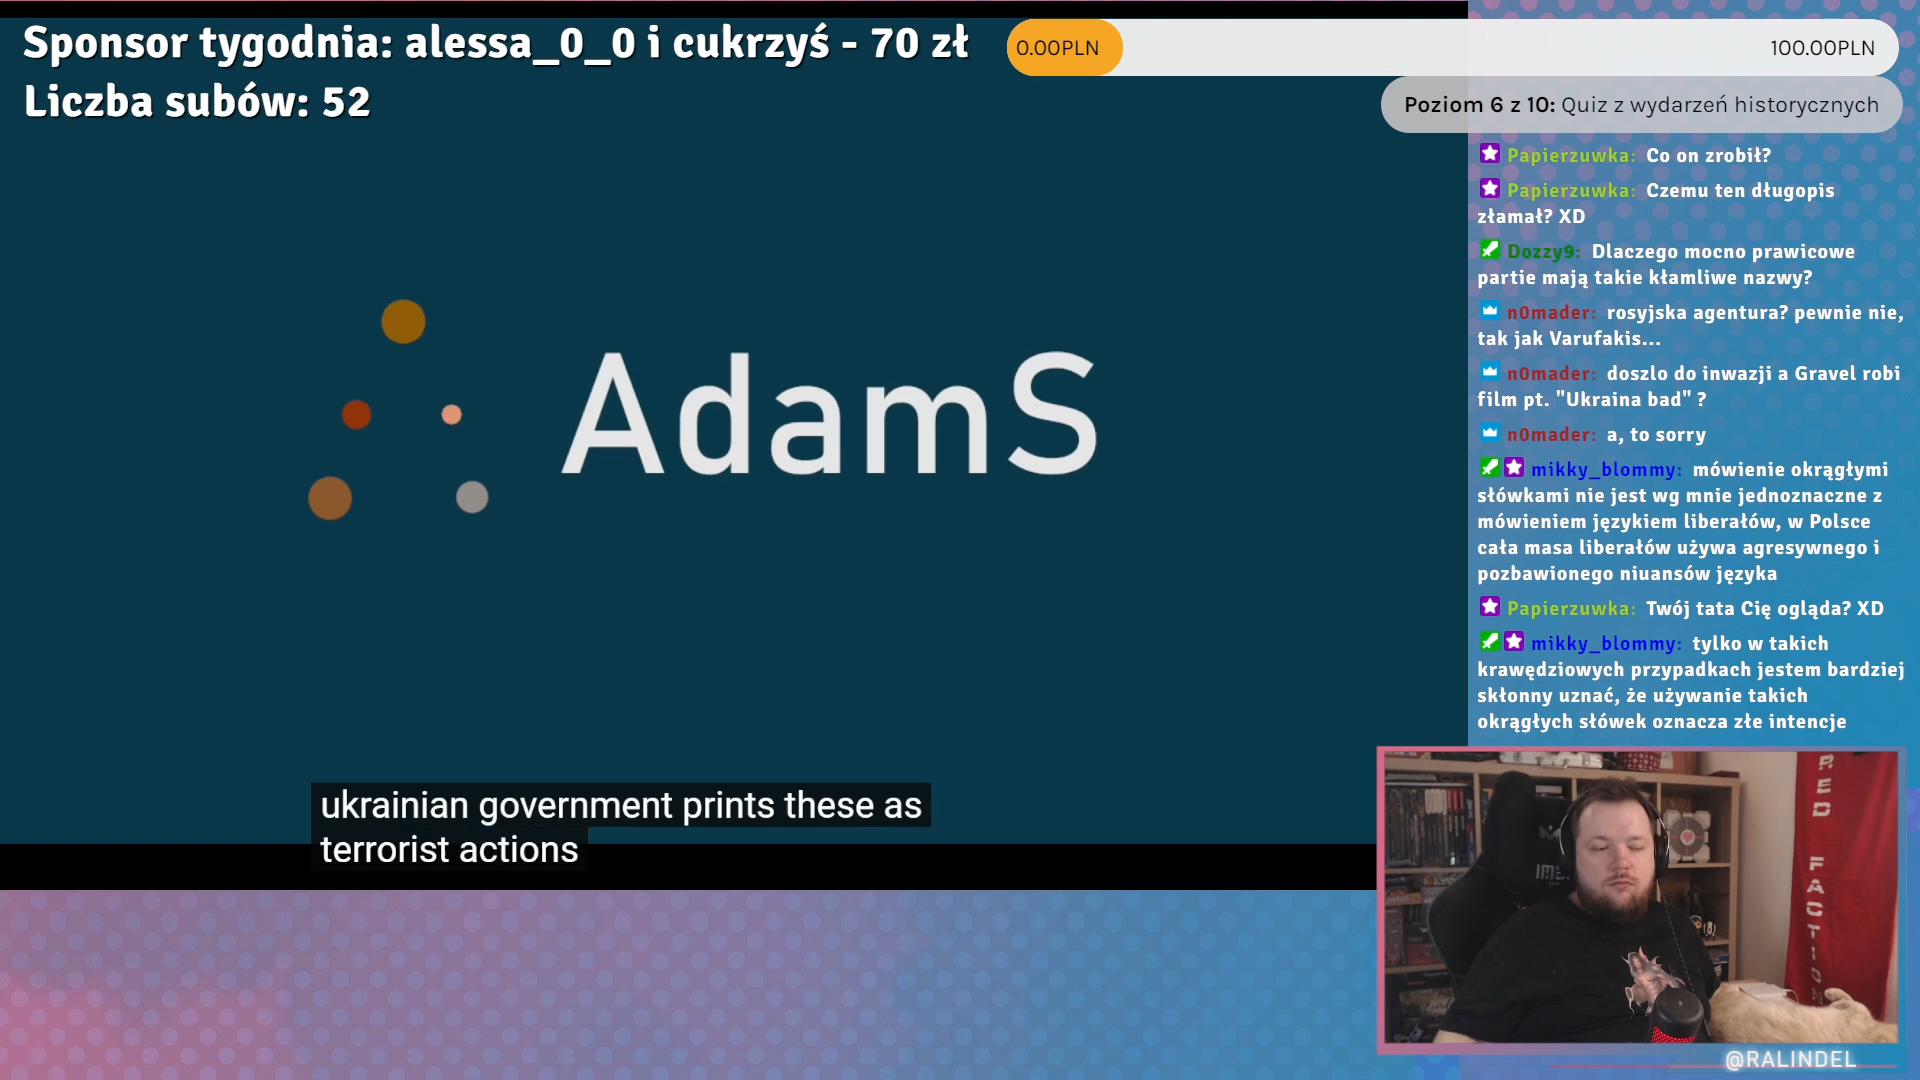 Sponsor tygodnia: alessa_0_0 i cukrzyś - 70 zł
Liczba subów: 52
0.00PLN
100.00PLN
Poziom 6 z 10: Quiz z wydarzeń historycznych
Papierzuwka: Co on zrobił?
Papierzuwka: Czemu ten długopis
złamał? XD
Dozzy9: Dlaczego mocno prawicowe
partie mają takie kłamliwe nazwy?
n0mader: rosyjska agentura? pewnie nie,
tak jak Varufakis...
n0mader: doszlo do inwazji a Gravel robi
film pt. "Ukraina bad" ?
n0mader: a, to sorry
mikky_blommy: mówienie okrągłymi
słówkami nie jest wg mnie jednoznaczne z
mówieniem językiem liberałów, w Polsce
cała masa liberałów używa agresywnego i
pozbawionego niuansów języka
Papierzuwka: Twój tata Cię ogląda? XD
mikky_blommy: tylko w takich
krawędziowych przypadkach jestem bardziej
skłonny uznać, że używanie takich
okrągłych słówek oznacza złe intencje
AdamS
ukrainian government prints these as
terrorist actions
RED FACTION
@RALINDEL